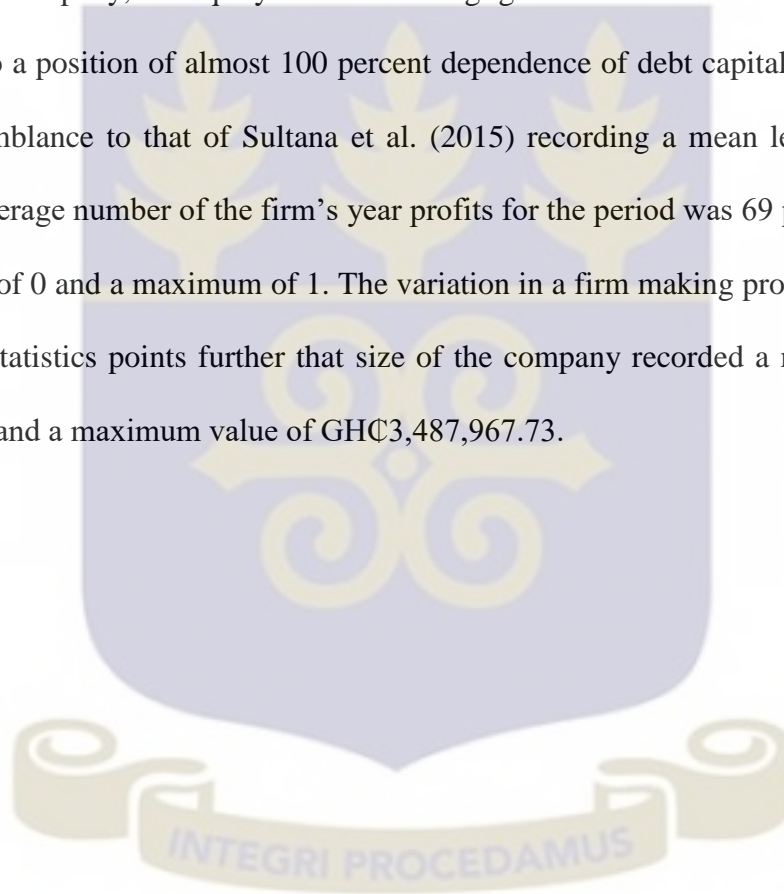 a position of almost 100 percent dependence of debt capital
mblance to that of Sultana et al. (2015) recording a mean le
erage number of the firm's year profits for the period was 69
of 0 and a maximum of 1. The variation in a firm making pro
tatistics points further that size of the company recorded a
and a maximum value of GH₵3,487,967.73.
INTEGRI PROCEDAMUS